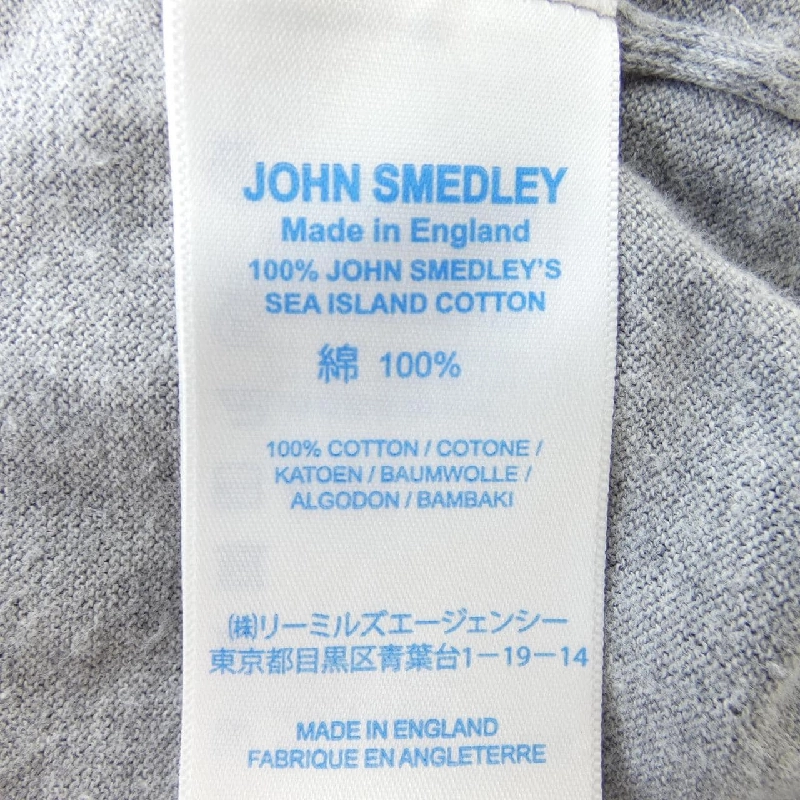 JOHN SMEDLEY
Made in England
100% JOHN SMEDLEY'S
SEA ISLAND COTTON
綿 100%
100% COTTON / COTONE /
KATOEN / BAUMWOLLE /
ALGODON / BAMBAKI
㈱リーミルズエージェンシー
東京都目黒区青葉台1−19−14
MADE IN ENGLAND
FABRIQUE EN ANGLETERRE